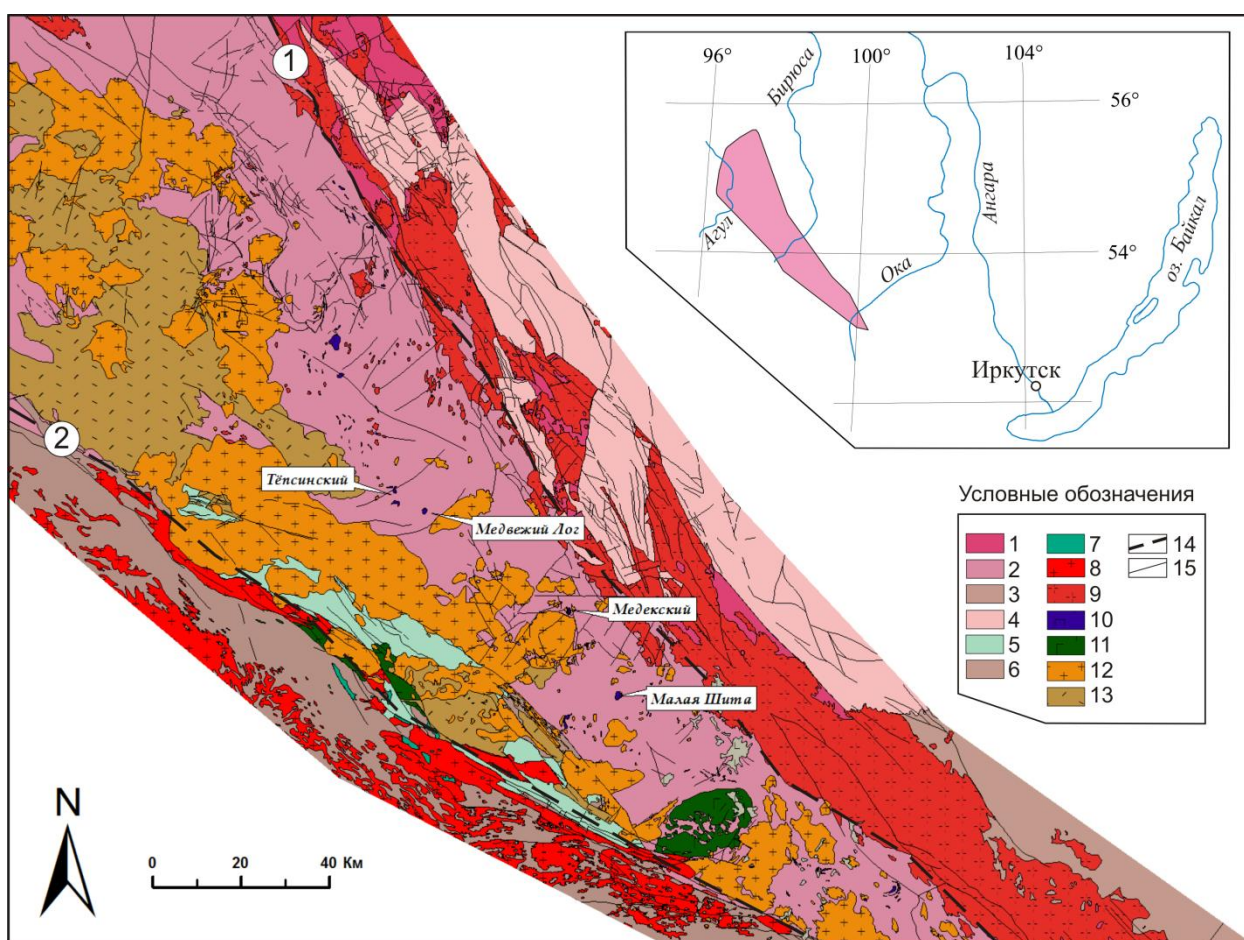 1
2
96°
100°
104°
56°
54°
Бирюса
Агул
Ока
Ангара
оз. Байкал
Иркутск
Тёпсинский
Медвежий Лог
Медекский
Малая Шита
Условные обозначения
1 7 14
2 8 15
3 9
4 10
5 11
6 12
13
N
0 20 40 Км